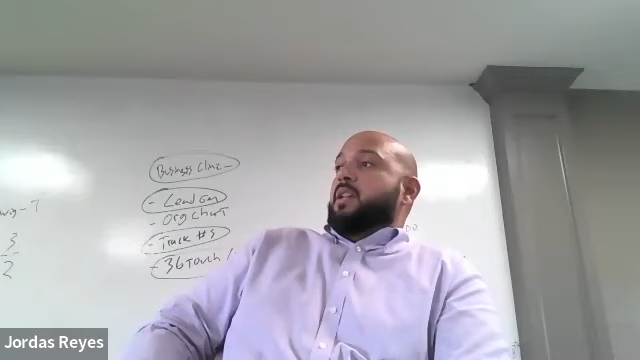 Business Clinic
- Lead Gen
- Org Chart
- Track #s
- 36 Touch
3
2
Jordas Reyes